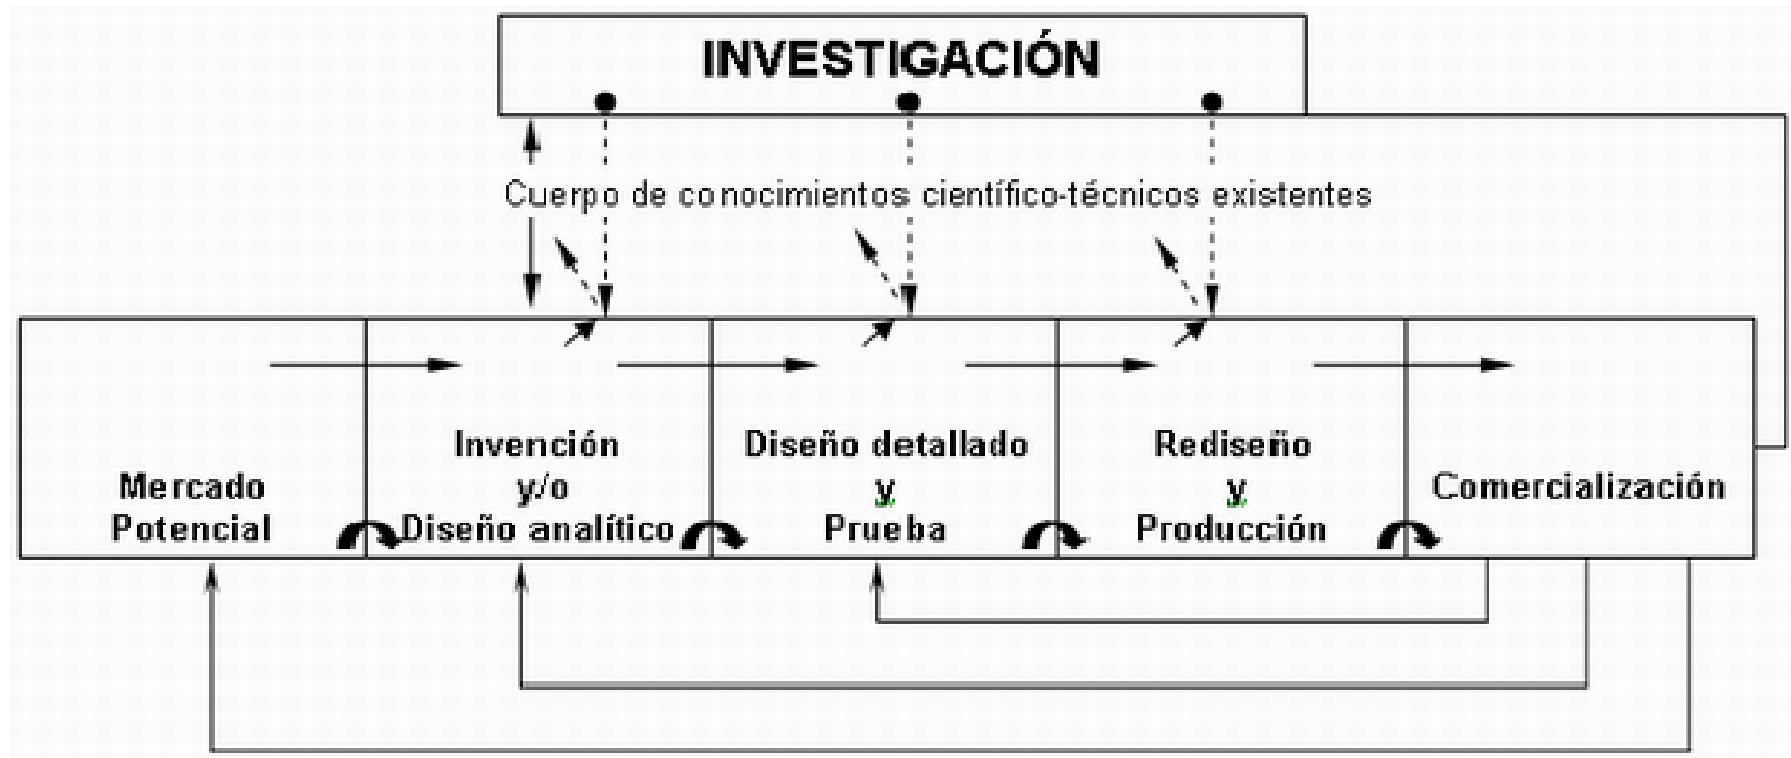 INVESTIGACIÓN
Cuerpo de conocimientos científico-técnicos existentes
Mercado
Potencial
Invención
y/o
Diseño analítico
Diseño detallado
y
Prueba
Rediseño
y
Producción
Comercialización